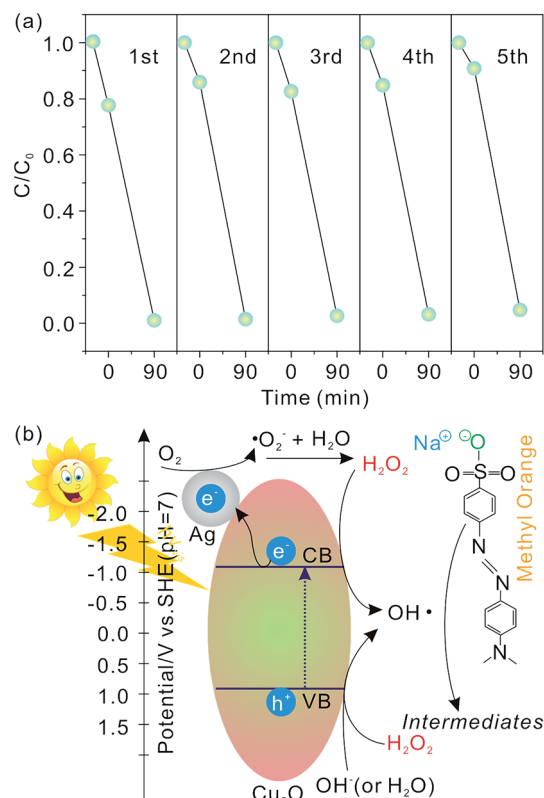 (a)
1st 2nd 3rd 4th 5th
C/C₀
1.0
0.8
0.6
0.4
0.2
0.0
0 90 0 90 0 90 0 90 0 90
Time (min)
(b)
O₂
•O₂⁻ + H₂O
H₂O₂
Na⊕ ⊖O
O S O
Methyl Orange
N
N
N
e⁻
Ag
e⁻ CB
OH •
h⁺ VB
Intermediates
H₂O₂
OH⁻(or H₂O)
Cu₂O
Potential/V vs.SHE(pH=7)
-2.0
-1.5
-1.0
-0.5
0.0
0.5
1.0
1.5